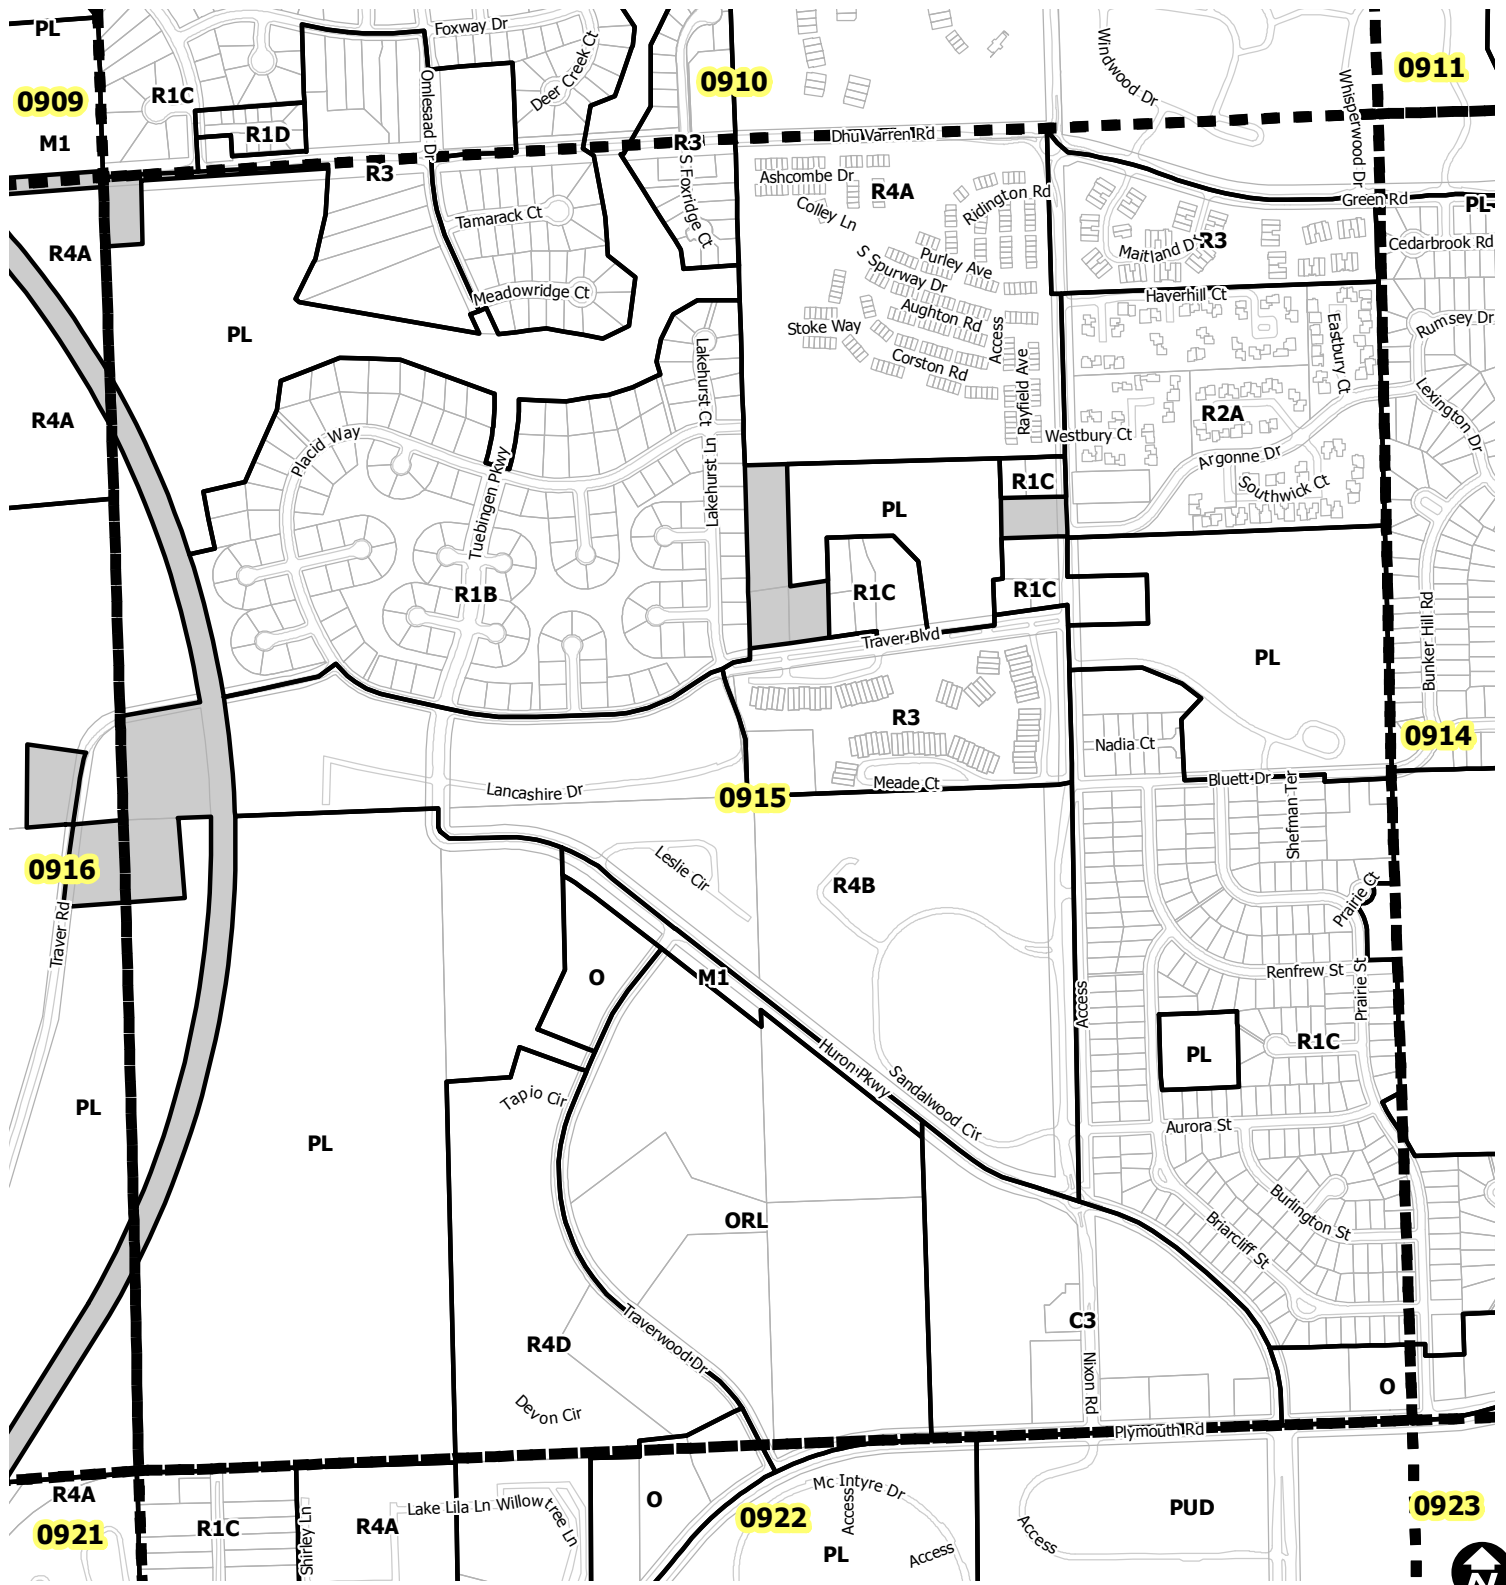 PL
Foxway Dr
0909
R1C
Omlesaad Dr
Deer Creek Ct
0910
Windwood Dr
Whisperwood Dr
0911
M1
R1D
R3
R3
Dhu Varren Rd
S Foxridge Ct
Ashcombe Dr
R4A
Colley Ln
Ridington Rd
Green Rd
PL
Tamarack Ct
R4A
Purley Ave
S Spurway Dr
Maitland Dr
R3
Cedarbrook Rd
Meadowridge Ct
Aughton Rd
Haverhill Ct
PL
Stoke Way
Access
Corston Rd
Rayfield Ave
Eastbury Ct
Rumsey Dr
Lakehurst Ct
R4A
Placid Way
Tuebingen Pkwy
Lakehurst Ln
Westbury Ct
R2A
Argonne Dr
Lexington Dr
R1C
Southwick Ct
PL
R1B
R1C
R1C
Traver Blvd
PL
Bunker Hill Rd
R3
Nadia Ct
0914
Lancashire Dr
0915
Meade Ct
Bluett Dr
Shefman Ter
0916
Leslie Cir
R4B
Prairie Ct
Traver Rd
O
M1
Access
Renfrew St
Prairie St
Huron Pkwy
PL
R1C
Tapio Cir
Sandalwood Cir
PL
PL
Aurora St
ORL
Burlington St
Briarcliff St
R4D
Traverwood Dr
C3
Nixon Rd
O
Devon Cir
Plymouth Rd
R4A
0921
R1C
Shirley Ln
R4A
Lake Lila Ln
Willowtree Ln
O
0922
Mc Intyre Dr
Access
PL
Access
Access
PUD
0923
N